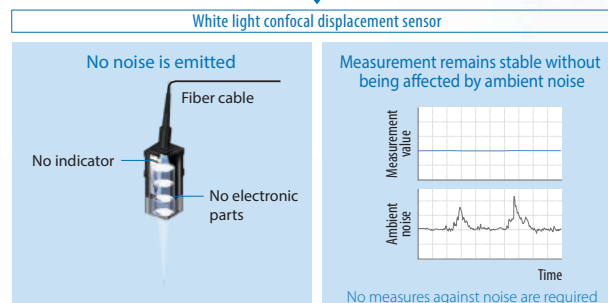 White light confocal displacement sensor
No noise is emitted
Fiber cable
No indicator
No electronic
parts
Measurement remains stable without
being affected by ambient noise
Measurement
value
Ambient
noise
Time
No measures against noise are required